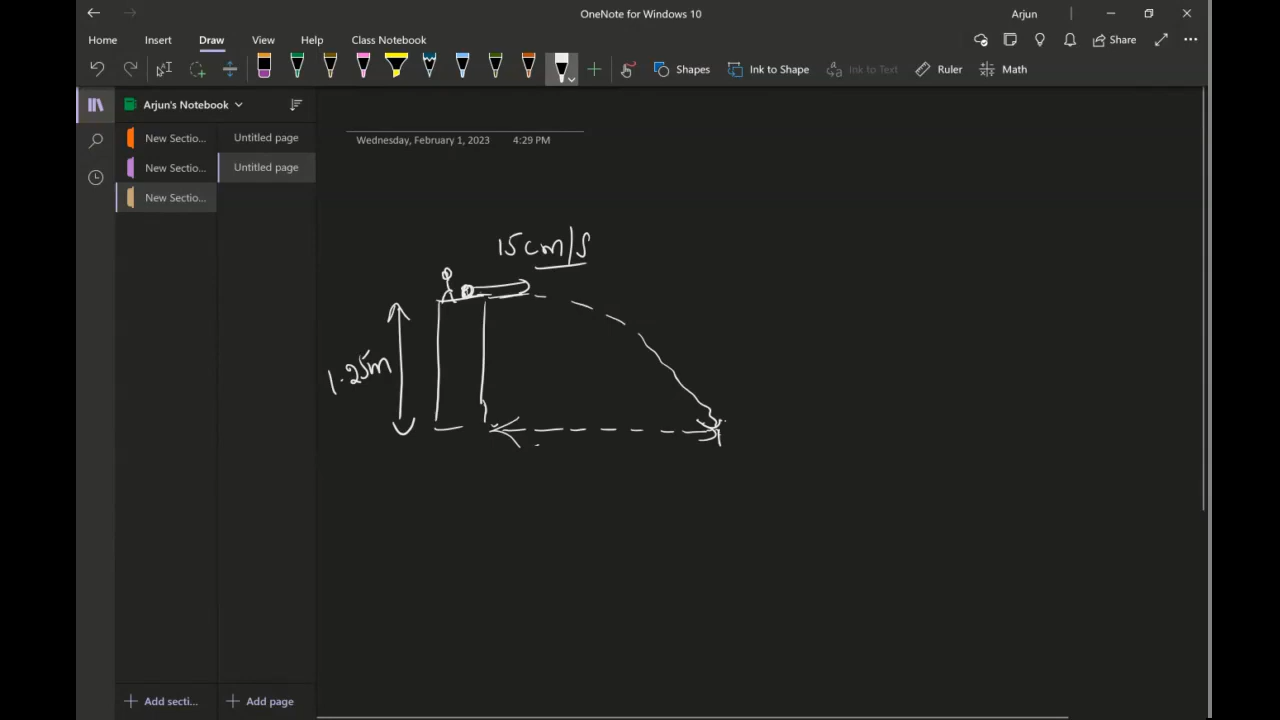 OneNote for Windows 10
Arjun
Home Insert Draw View Help Class Notebook
Share
Shapes Ink to Shape Ink to Text Ruler Math
Arjun's Notebook
New Sectio... Untitled page
New Sectio... Untitled page
New Sectio...
Wednesday, February 1, 2023 4:29 PM
15cm/s
1.25m
Add secti... Add page